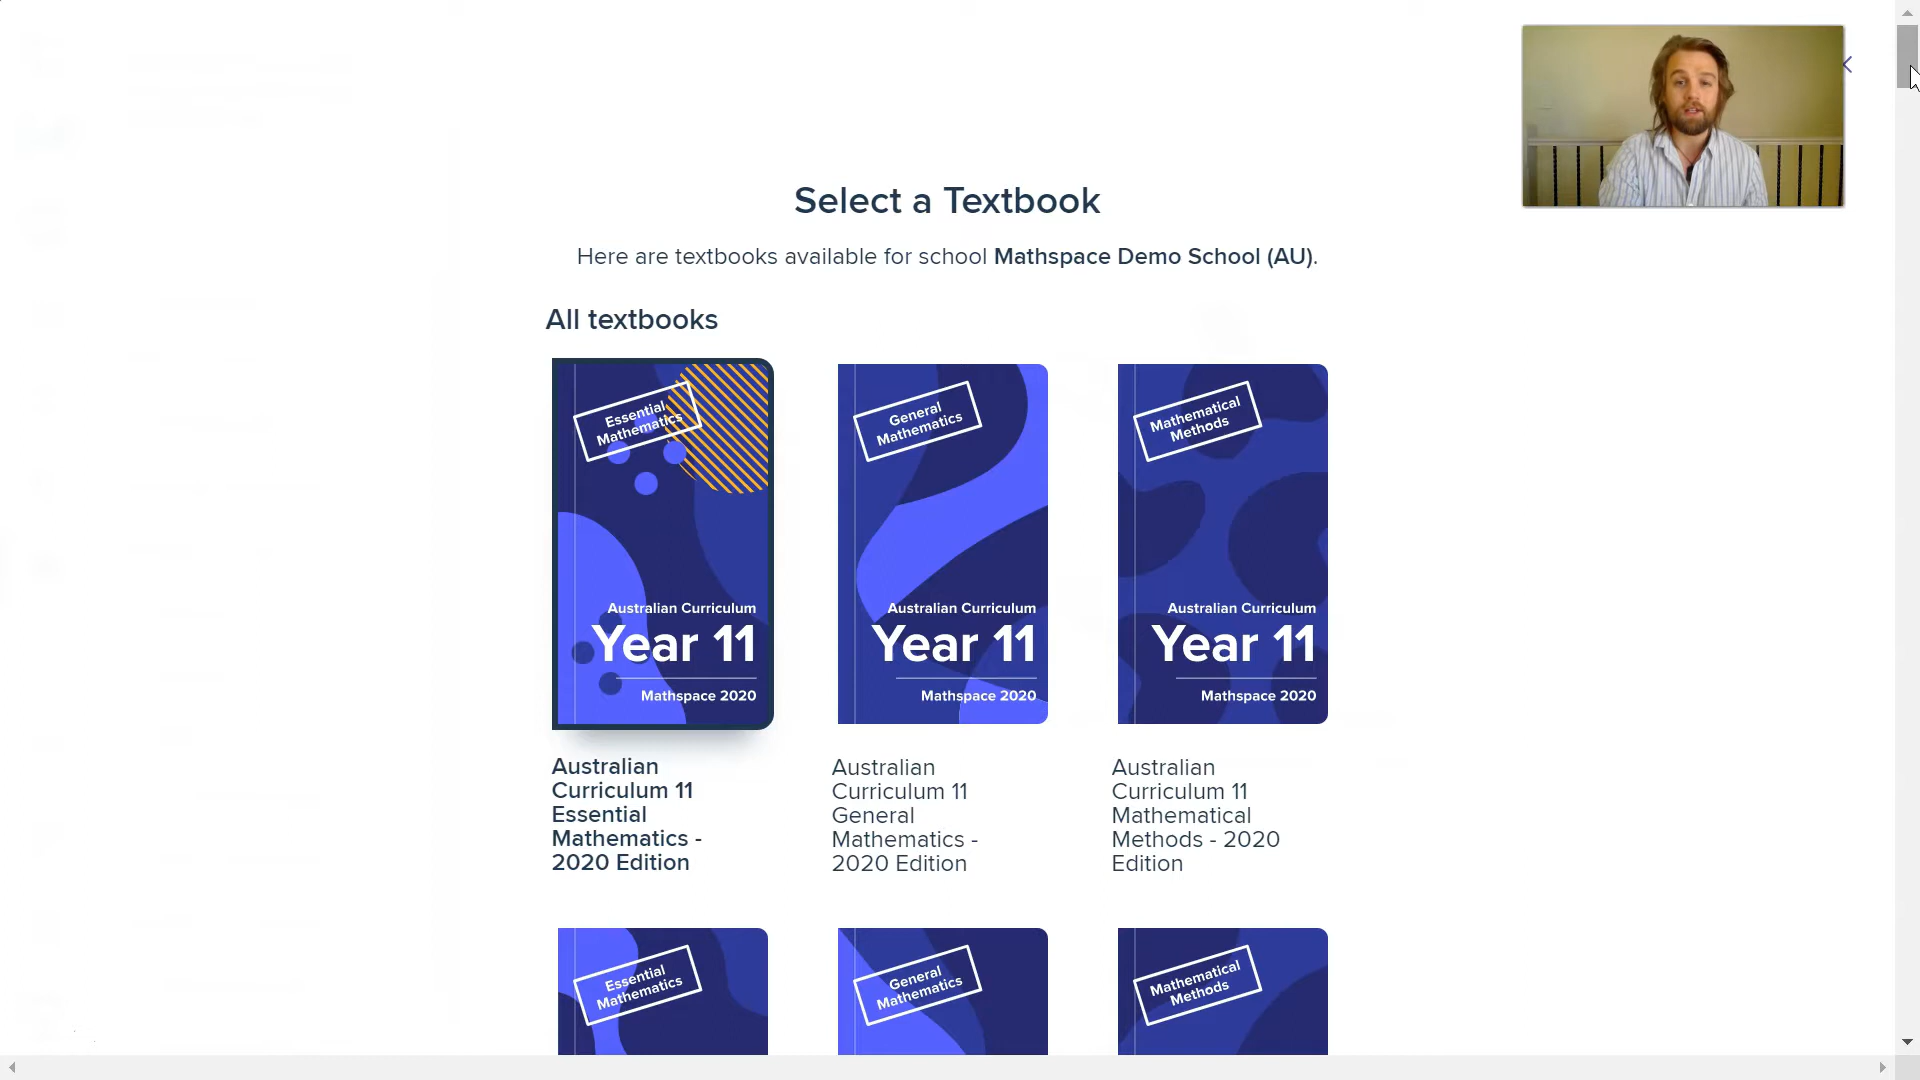 Select a Textbook
Here are textbooks available for school Mathspace Demo School (AU).
All textbooks
Essential
Mathematics
Australian Curriculum
Year 11
Mathspace 2020
General
Mathematics
Australian Curriculum
Year 11
Mathspace 2020
Mathematical
Methods
Australian Curriculum
Year 11
Mathspace 2020
Australian
Curriculum 11
Essential
Mathematics -
2020 Edition
Australian
Curriculum 11
General
Mathematics -
2020 Edition
Australian
Curriculum 11
Mathematical
Methods - 2020
Edition
Essential
Mathematics
General
Mathematics
Mathematical
Methods